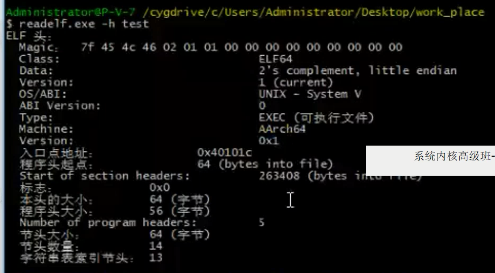 Administrator@P-V-7 /cygdrive/c/Users/Administrator/Desktop/work_place
$ readelf.exe -h test
ELF 头：
Magic： 7f 45 4c 46 02 01 01 00 00 00 00 00 00 00 00 00
Class: ELF64
Data: 2's complement, little endian
Version: 1 (current)
OS/ABI: UNIX - System V
ABI Version: 0
Type: EXEC (可执行文件)
Machine: AArch64
Version: 0x1
入口点地址： 0x40101c
程序头起点： 64 (bytes into file)
Start of section headers: 263408 (bytes into file)
标志： 0x0
本头的大小： 64 (字节)
程序头大小： 56 (字节)
Number of program headers: 5
节头大小： 64 (字节)
节头数量： 14
字符串表索引节头： 13
系统内核高级班-